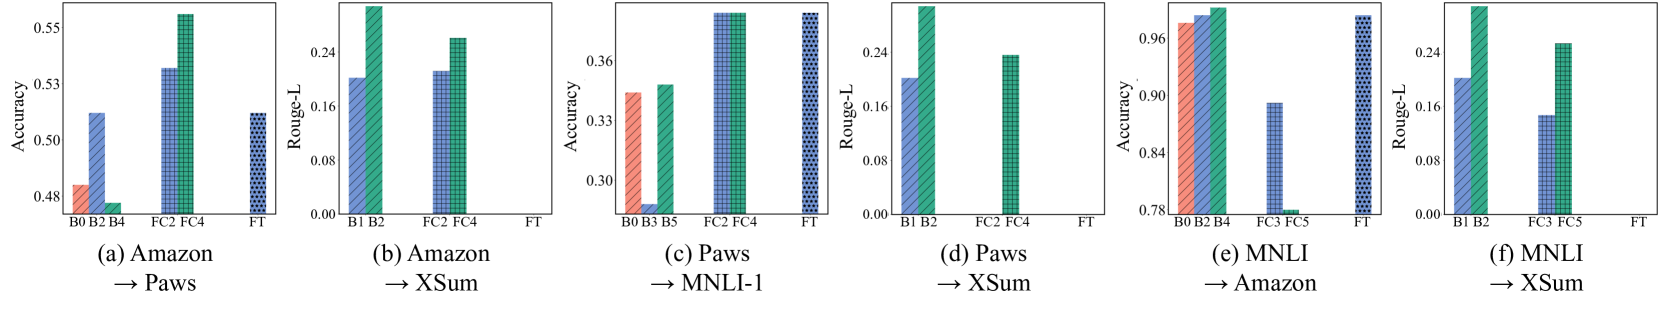 Accuracy
0.55
0.53
0.50
0.48
B0 B2 B4 FC2 FC4 FT
(a) Amazon
→ Paws
Rouge-L
0.24
0.16
0.08
0.00
B1 B2 FC2 FC4 FT
(b) Amazon
→ XSum
Accuracy
0.36
0.33
0.30
B0 B3 B5 FC2 FC4 FT
(c) Paws
→ MNLI-1
Rouge-L
0.24
0.16
0.08
0.00
B1 B2 FC2 FC4 FT
(d) Paws
→ XSum
Accuracy
0.96
0.90
0.84
0.78
B0 B2 B4 FC3 FC5 FT
(e) MNLI
→ Amazon
Rouge-L
0.24
0.16
0.08
0.00
B1 B2 FC3 FC5 FT
(f) MNLI
→ XSum